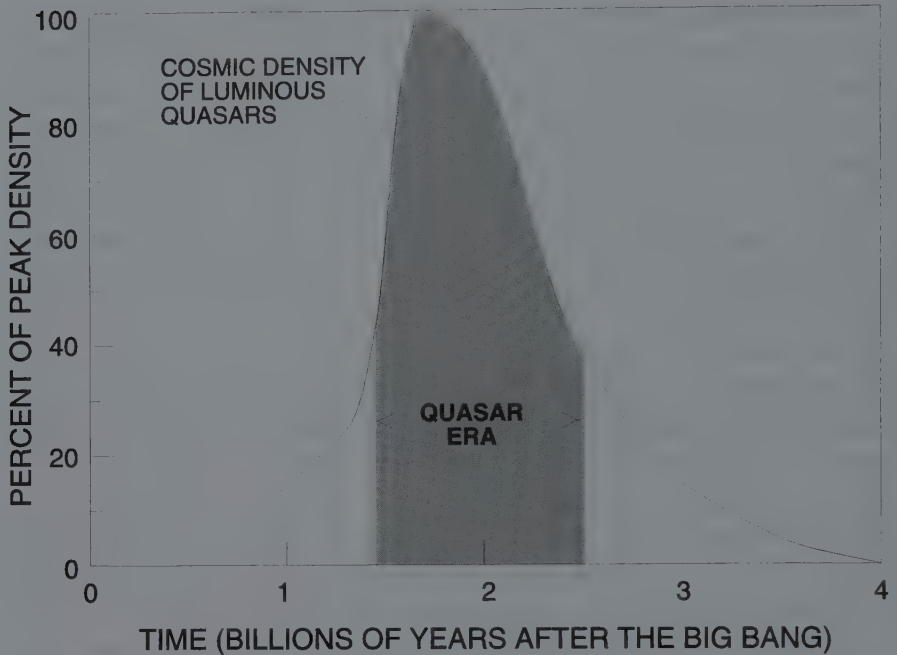 100
80
60
40
20
0
PERCENT OF PEAK DENSITY
COSMIC DENSITY
OF LUMINOUS
QUASARS
QUASAR
ERA
0 1 2 3 4
TIME (BILLIONS OF YEARS AFTER THE BIG BANG)